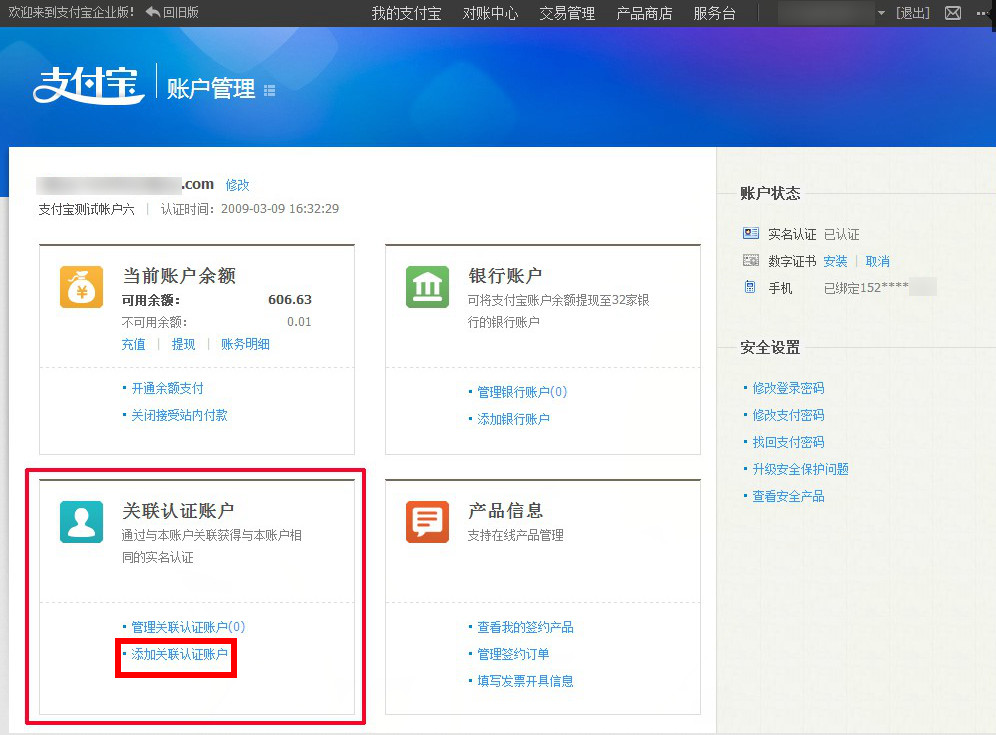 欢迎来到支付宝企业版! 回旧版 我的支付宝 对账中心 交易管理 产品商店 服务台 [退出]
支付宝 账户管理
.com 修改
支付宝测试帐户六 | 认证时间: 2009-03-09 16:32:29
当前账户余额
可用余额: 606.63
不可用余额: 0.01
充值 | 提现 | 账务明细
开通余额支付
关闭接受站内付款
银行账户
可将支付宝账户余额提现至32家银
行的银行账户
管理银行账户(0)
添加银行账户
关联认证账户
通过与本账户关联获得与本账户相
同的实名认证
管理关联认证账户(0)
添加关联认证账户
产品信息
支持在线产品管理
查看我的签约产品
管理签约订单
填写发票开具信息
账户状态
实名认证 已认证
数字证书 安装 | 取消
手机 已绑定152****
安全设置
修改登录密码
修改支付密码
找回支付密码
升级安全保护问题
查看安全产品